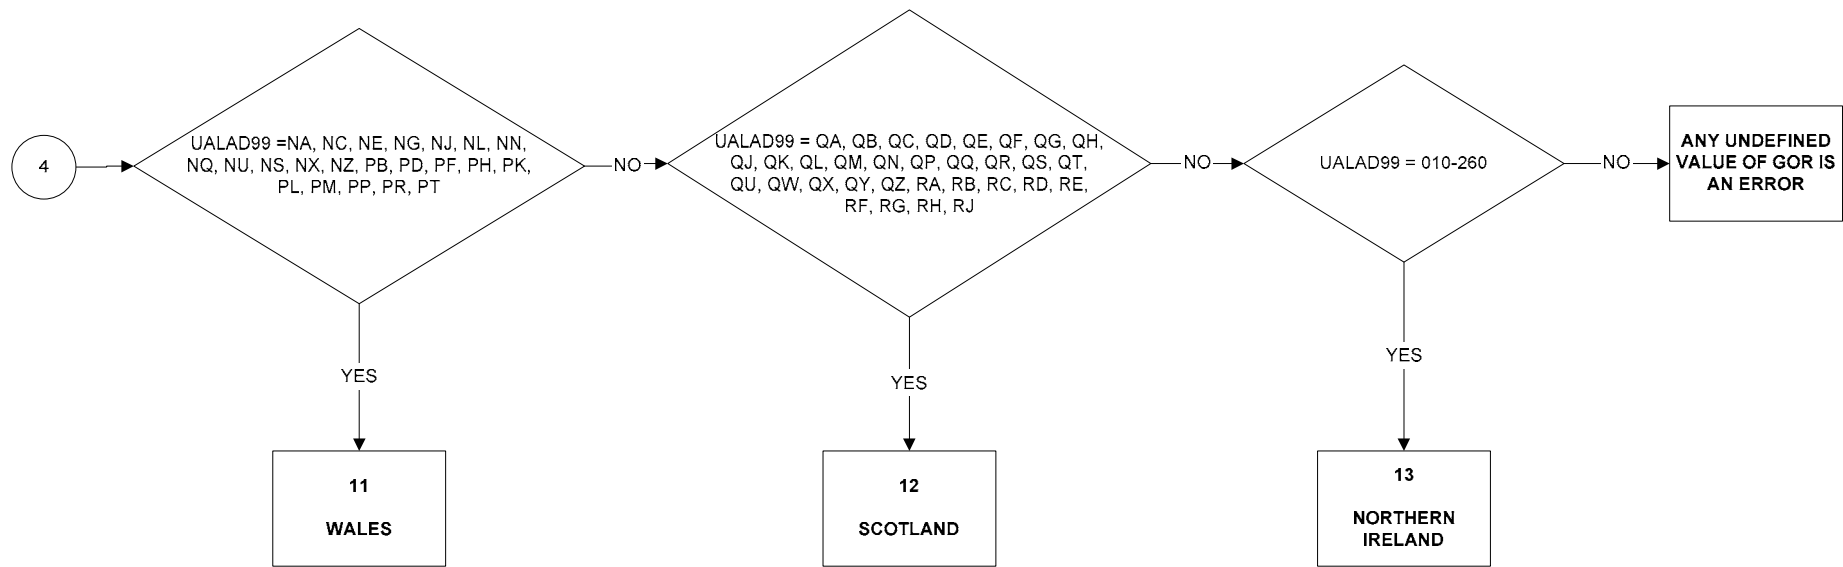 4
UALAD99 =NA, NC, NE, NG, NJ, NL, NN,
NQ, NU, NS, NX, NZ, PB, PD, PF, PH, PK,
PL, PM, PP, PR, PT
NO
YES
11
WALES
UALAD99 = QA, QB, QC, QD, QE, QF, QG, QH,
QJ, QK, QL, QM, QN, QP, QQ, QR, QS, QT,
QU, QW, QX, QY, QZ, RA, RB, RC, RD, RE,
RF, RG, RH, RJ
NO
YES
12
SCOTLAND
UALAD99 = 010-260
NO
YES
13
NORTHERN
IRELAND
ANY UNDEFINED
VALUE OF GOR IS
AN ERROR